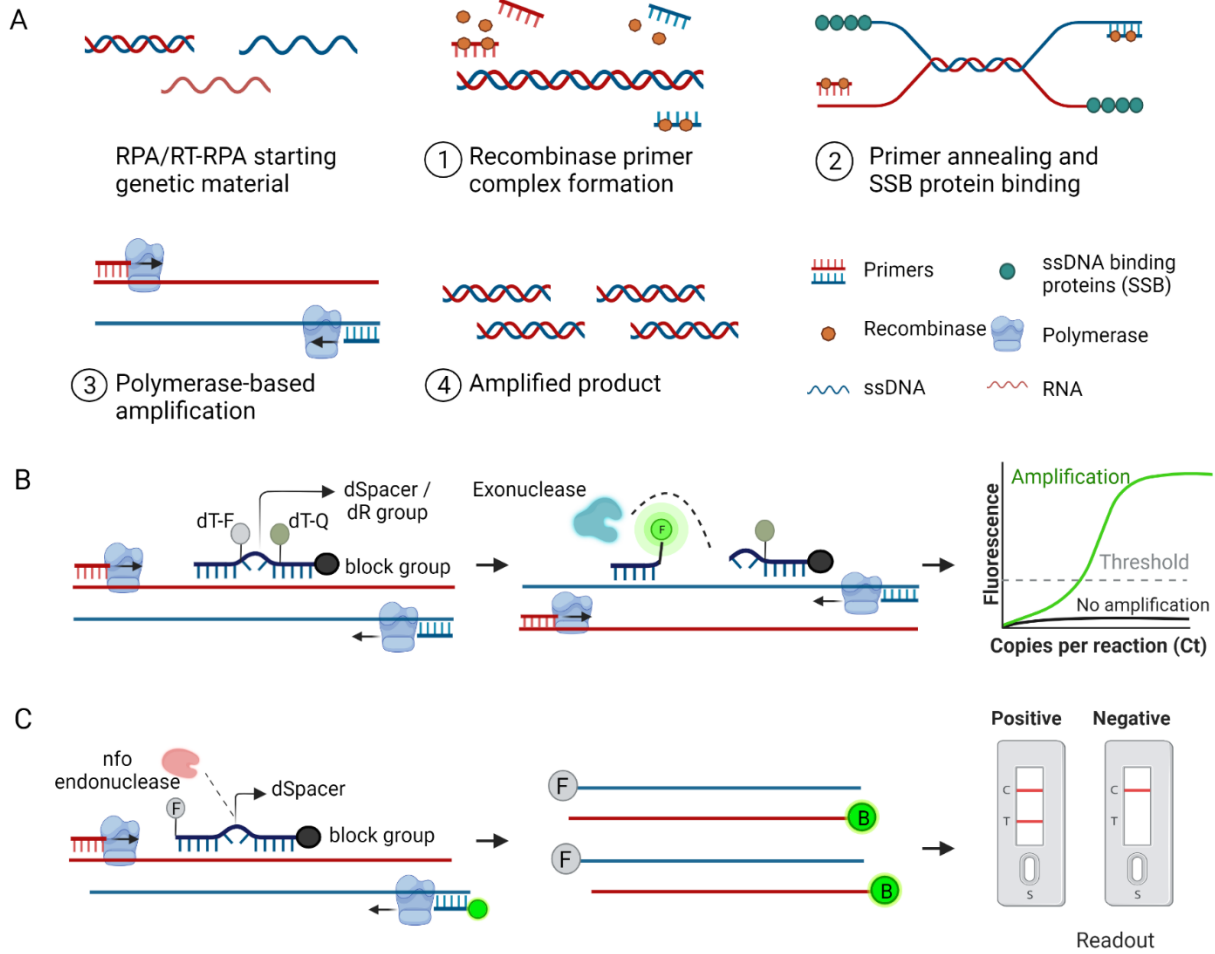 A
RPA/RT-RPA starting
genetic material
1 Recombinase primer
complex formation
2 Primer annealing and
SSB protein binding
3 Polymerase-based
amplification
4 Amplified product
Primers
ssDNA binding
proteins (SSB)
Recombinase
Polymerase
ssDNA
RNA
B
dT-F
dT-Q
dSpacer /
dR group
block group
Exonuclease
F
Fluorescence
Amplification
Threshold
No amplification
Copies per reaction (Ct)
C
nfo
endonuclease
F
dSpacer
block group
F
B
F
B
Positive
Negative
C
T
S
C
T
S
Readout